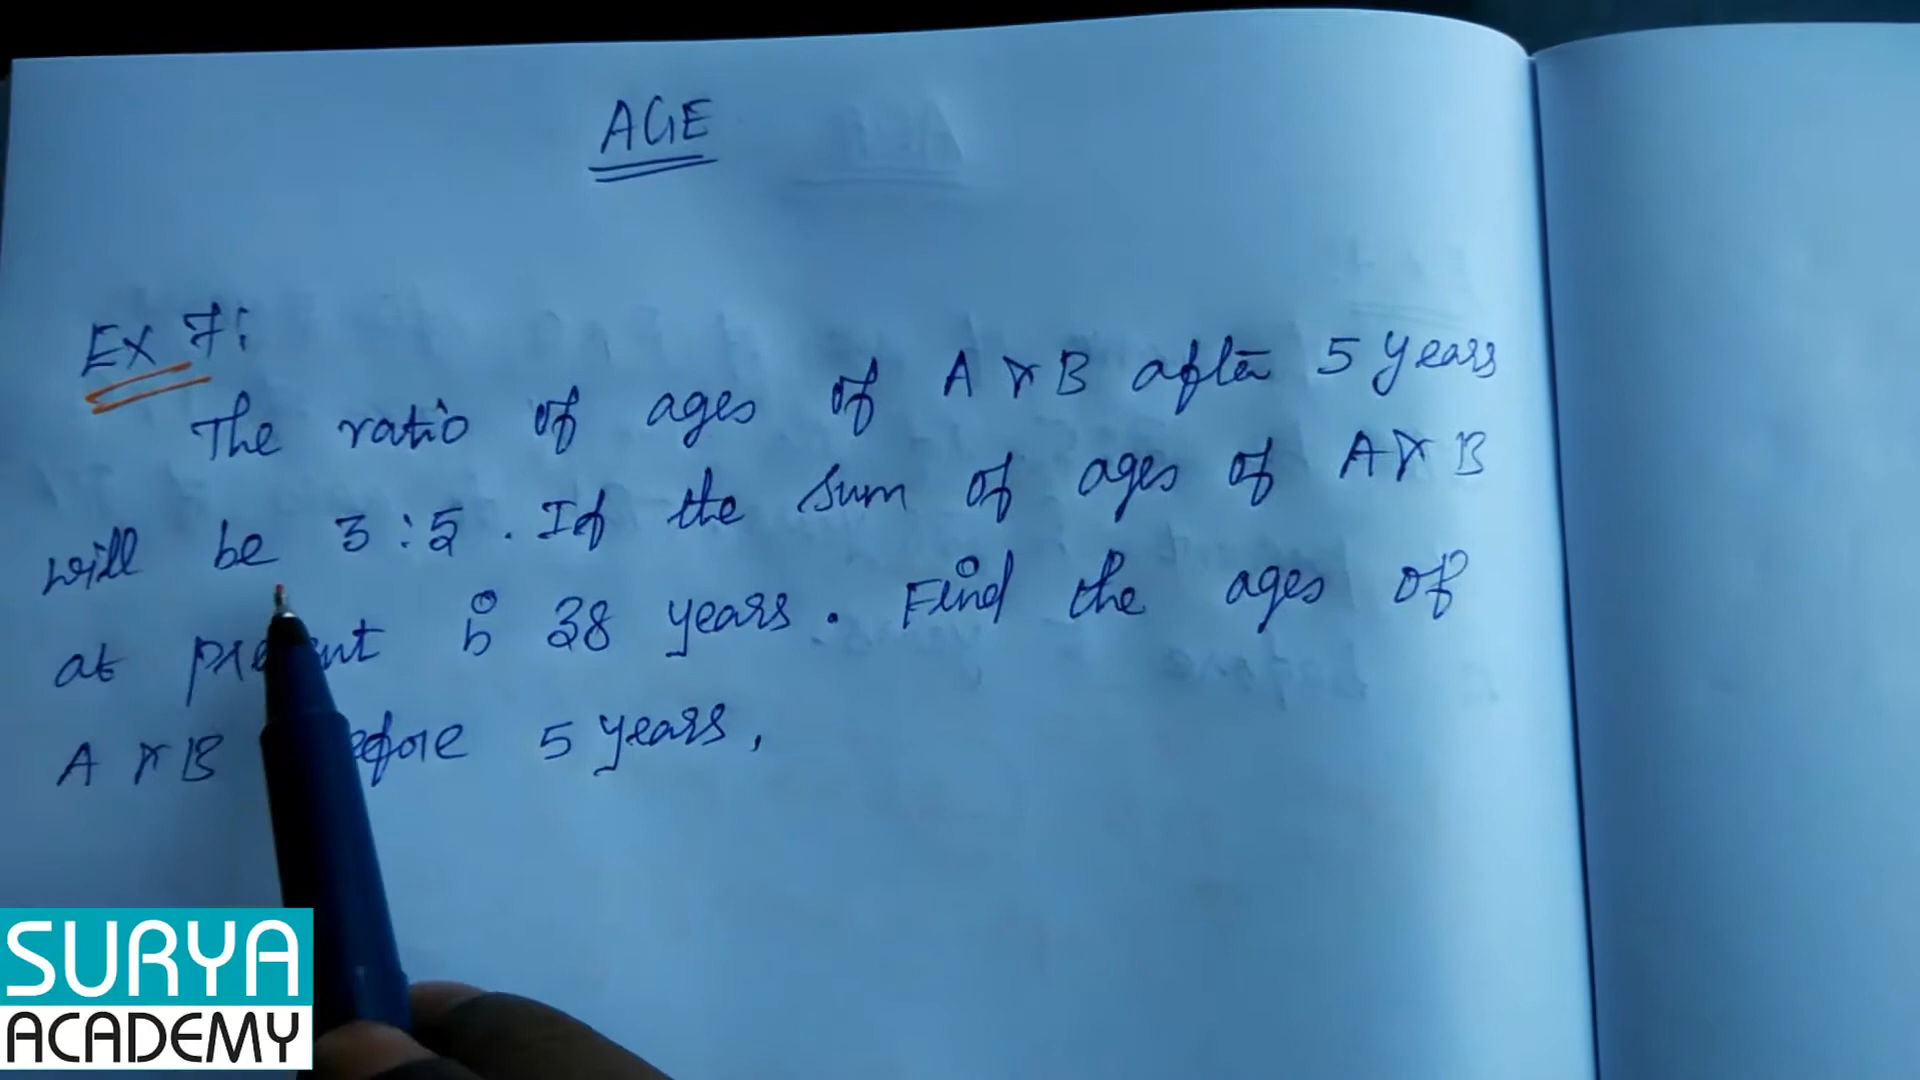 AGE
EX 7:
The ratio of ages of A & B after 5 years
will be 3:5. If the sum of ages of A & B
at present is 38 years. Find the ages of
A & B before 5 years,
SURYA
ACADEMY